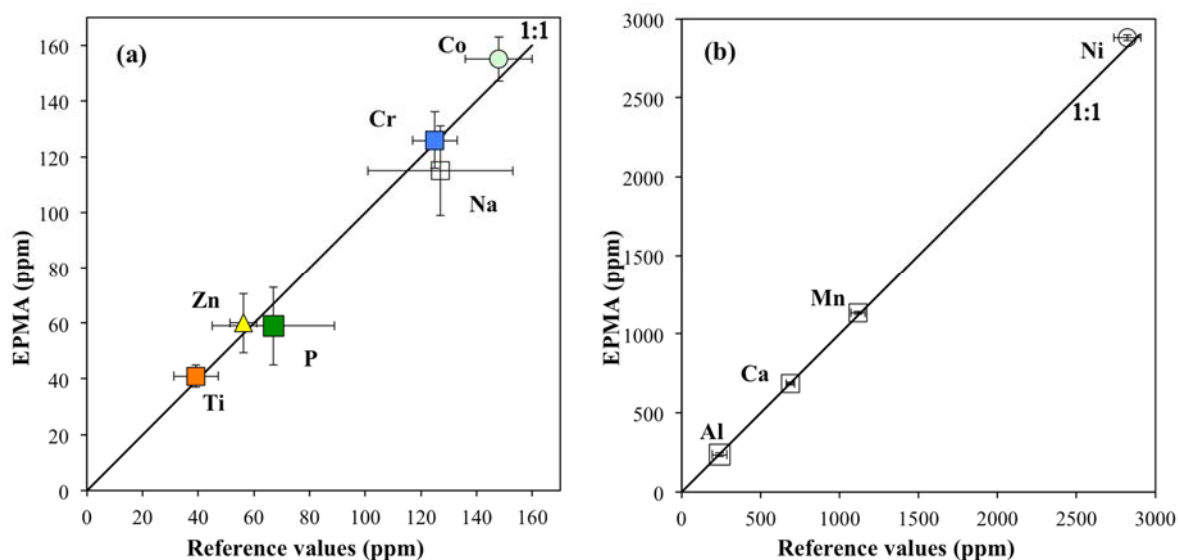 (a)
1:1
Co
Cr
Na
Zn
P
Ti
EPMA (ppm)
160
140
120
100
80
60
40
20
0
0 20 40 60 80 100 120 140 160
Reference values (ppm)
(b)
Ni
1:1
Mn
Ca
Al
EPMA (ppm)
3000
2500
2000
1500
1000
500
0
0 500 1000 1500 2000 2500 3000
Reference values (ppm)